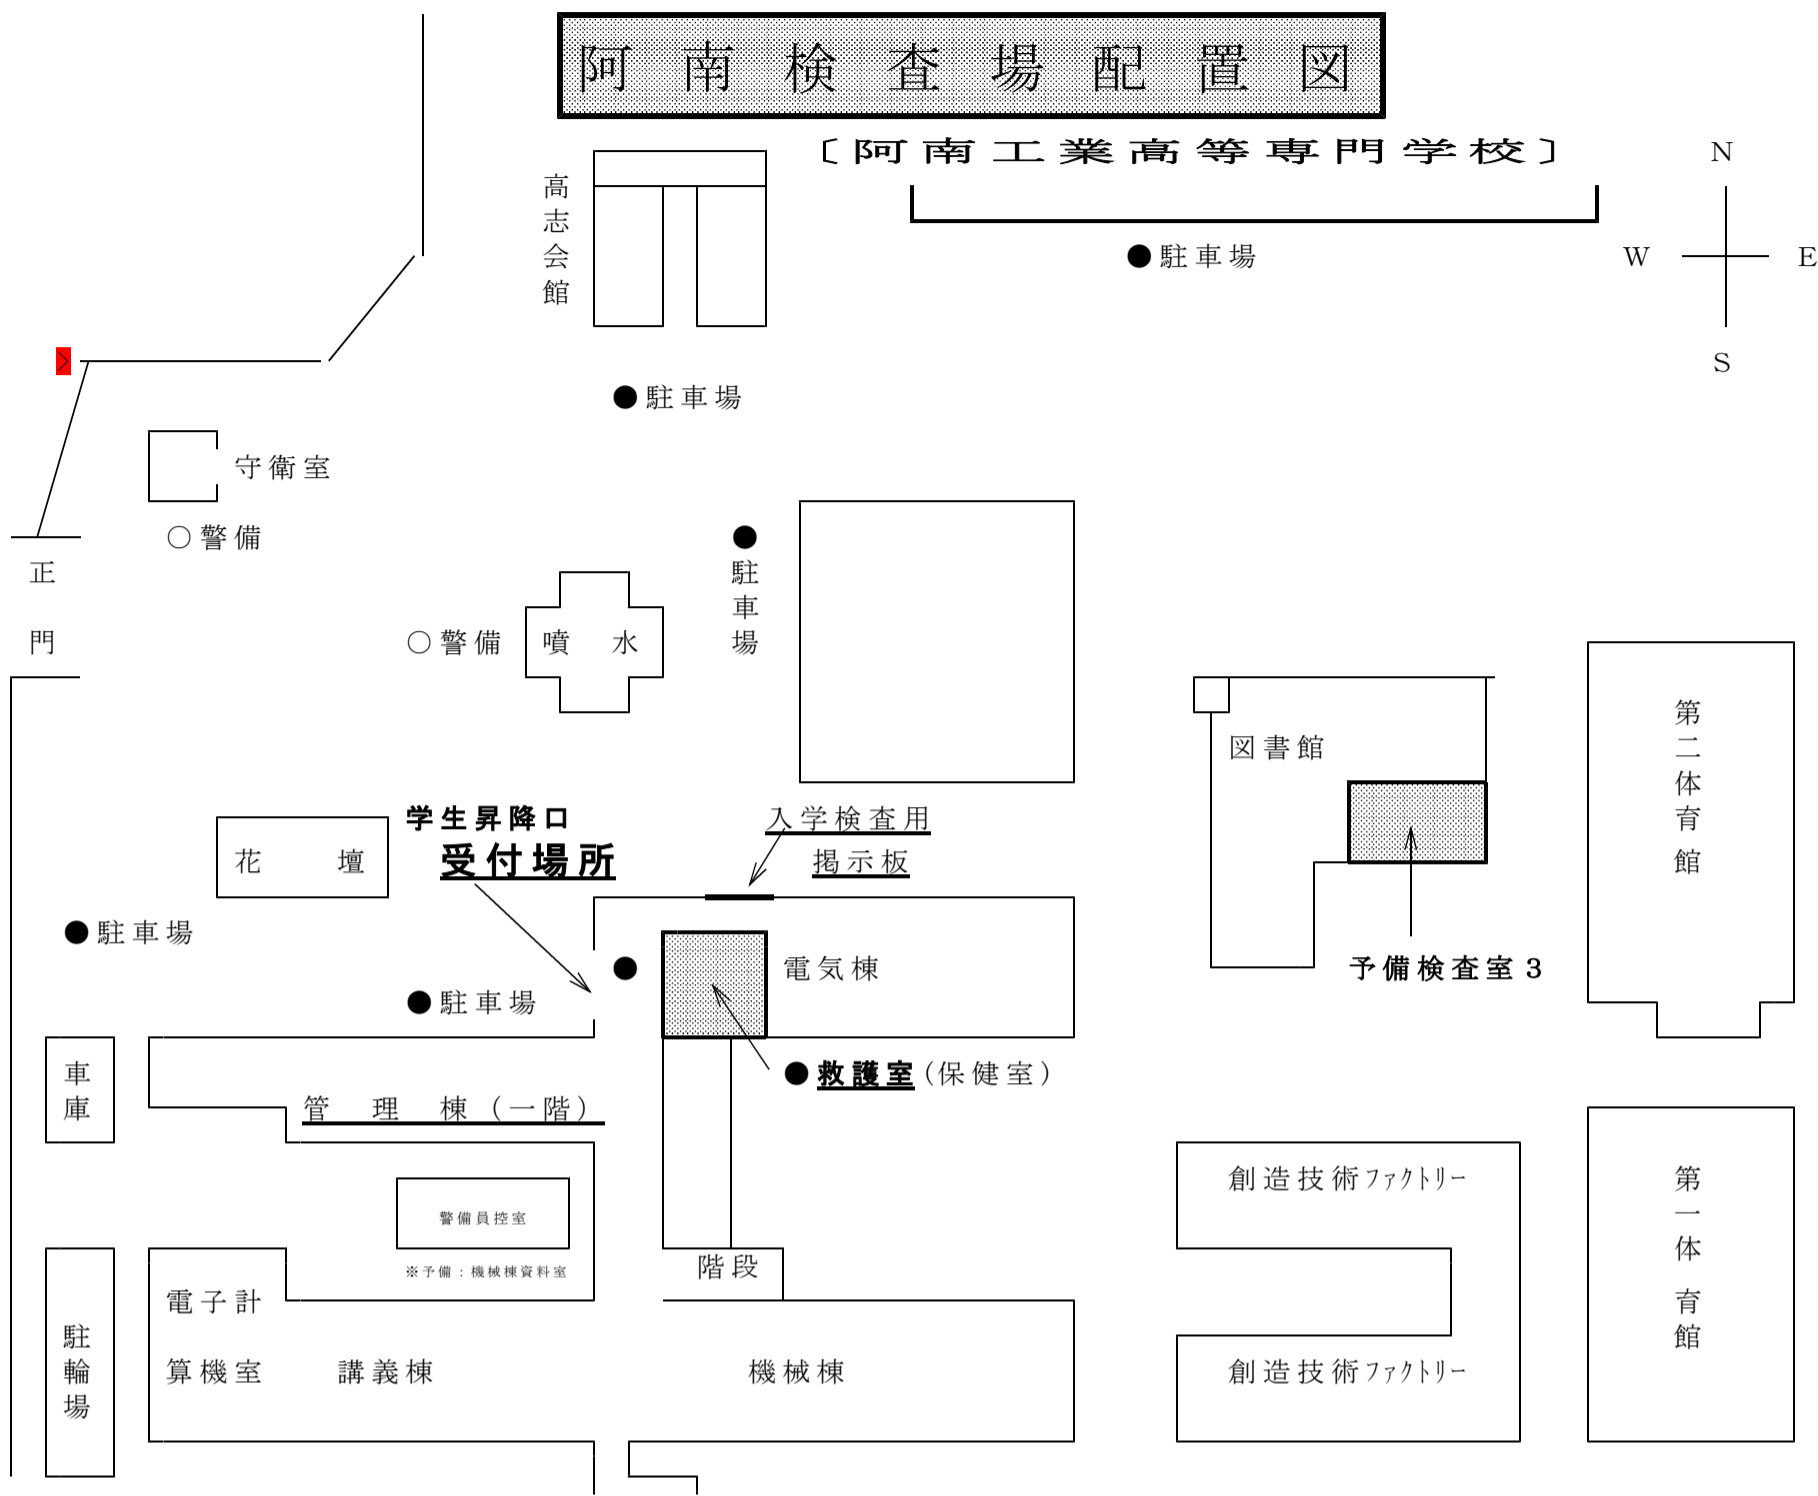 阿南検査場配置図
〔阿南工業高等専門学校〕
N
W
E
S
高志会館
●駐車場
●駐車場
守衛室
○警備
正門
●駐車場
○警備
噴水
図書館
第二体育館
学生昇降口
受付場所
入学検査用
掲示板
花壇
●駐車場
●駐車場
●
電気棟
予備検査室3
●救護室(保健室)
車庫
管理棟(一階)
警備員控室
※予備:機械棟資料室
階段
創造技術ファクトリー
第一体育館
電子計
算機室
駐輪場
講義棟
機械棟
創造技術ファクトリー